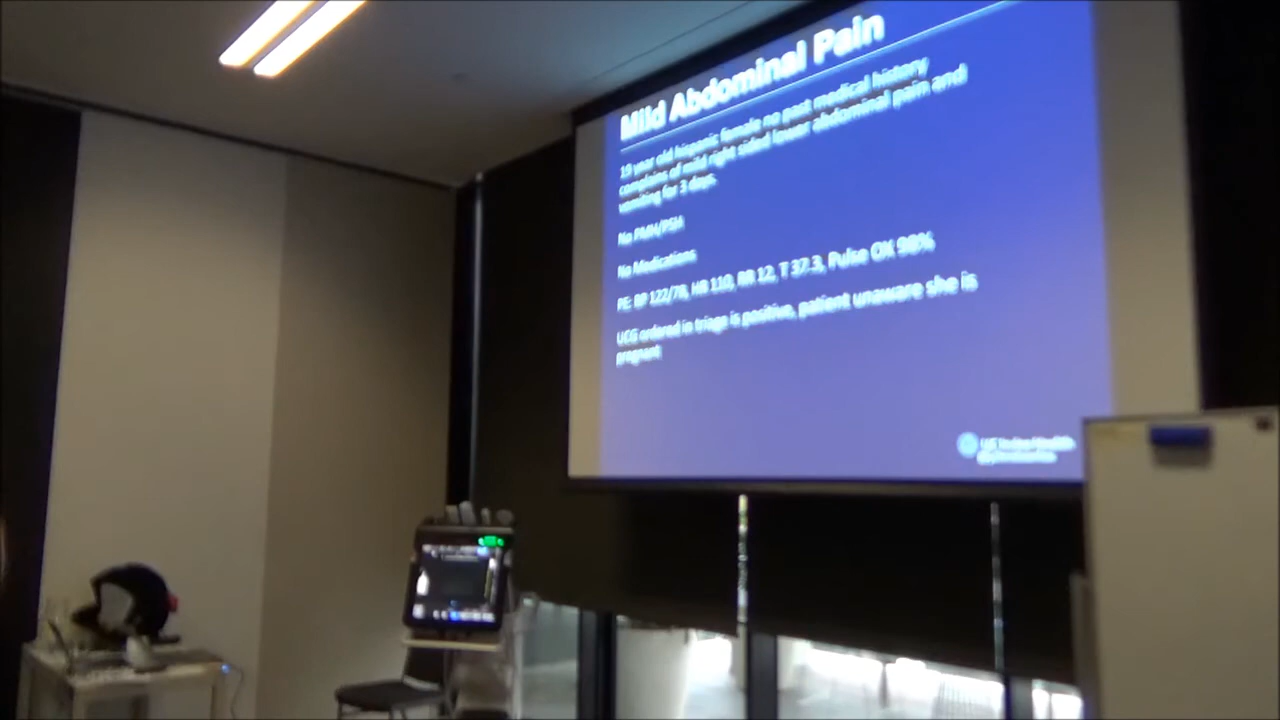 Mild Abdominal Pain
19 year old hispanic female no past medical history
complains of mild right sided lower abdominal pain and
vomiting for 3 days.
No PMH/PSH
No Medications
PE: BP 122/78, HR 110, RR 12, T 37.3, Pulse OX 98%
UCG ordered in triage is positive, patient unaware she is
pregnant